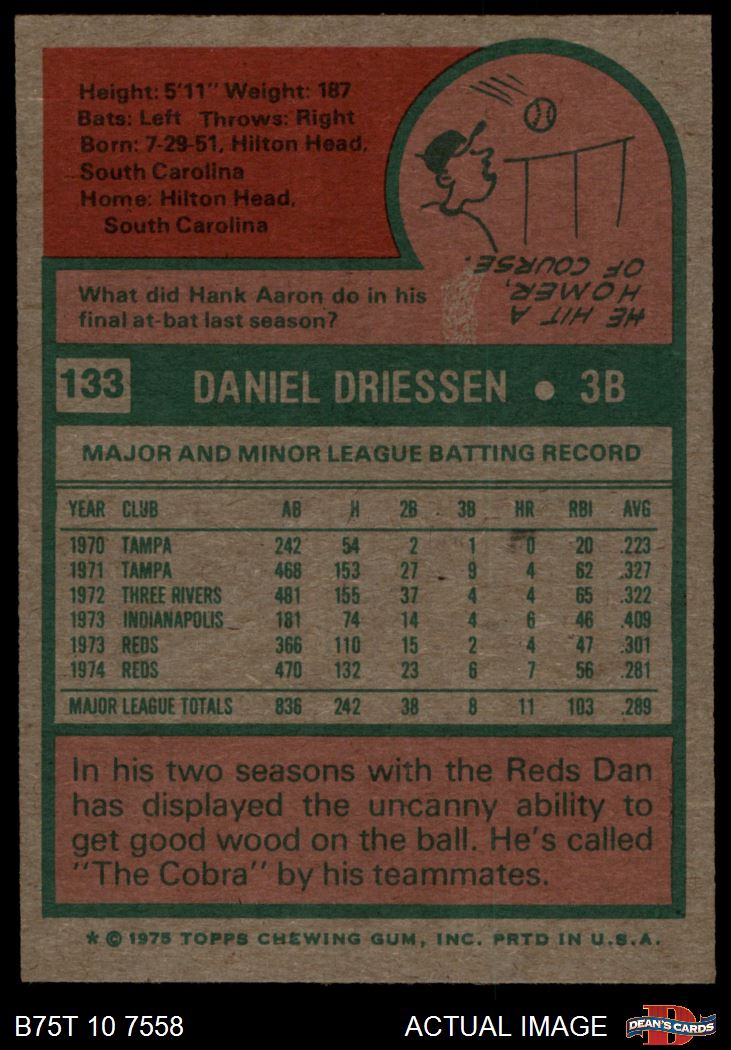 Height: 5'11" Weight: 187
Bats: Left Throws: Right
Born: 7-29-51, Hilton Head,
South Carolina
Home: Hilton Head,
South Carolina
What did Hank Aaron do in his
final at-bat last season?
HE HIT A
HOMER,
OF COURSE.
133 DANIEL DRIESSEN • 3B
MAJOR AND MINOR LEAGUE BATTING RECORD
YEAR CLUB AB H 2B 3B HR RBI AVG
1970 TAMPA 242 54 2 1 0 20 .223
1971 TAMPA 468 153 27 9 4 62 .327
1972 THREE RIVERS 481 155 37 4 4 65 .322
1973 INDIANAPOLIS 181 74 14 4 6 46 .409
1973 REDS 366 110 15 2 4 47 .301
1974 REDS 470 132 23 6 7 56 .281
MAJOR LEAGUE TOTALS 836 242 38 8 11 103 .289
In his two seasons with the Reds Dan
has displayed the uncanny ability to
get good wood on the ball. He's called
"The Cobra" by his teammates.
* © 1975 TOPPS CHEWING GUM, INC. PRTD IN U.S.A.
B75T 10 7558 ACTUAL IMAGE
D
DEAN'S CARDS